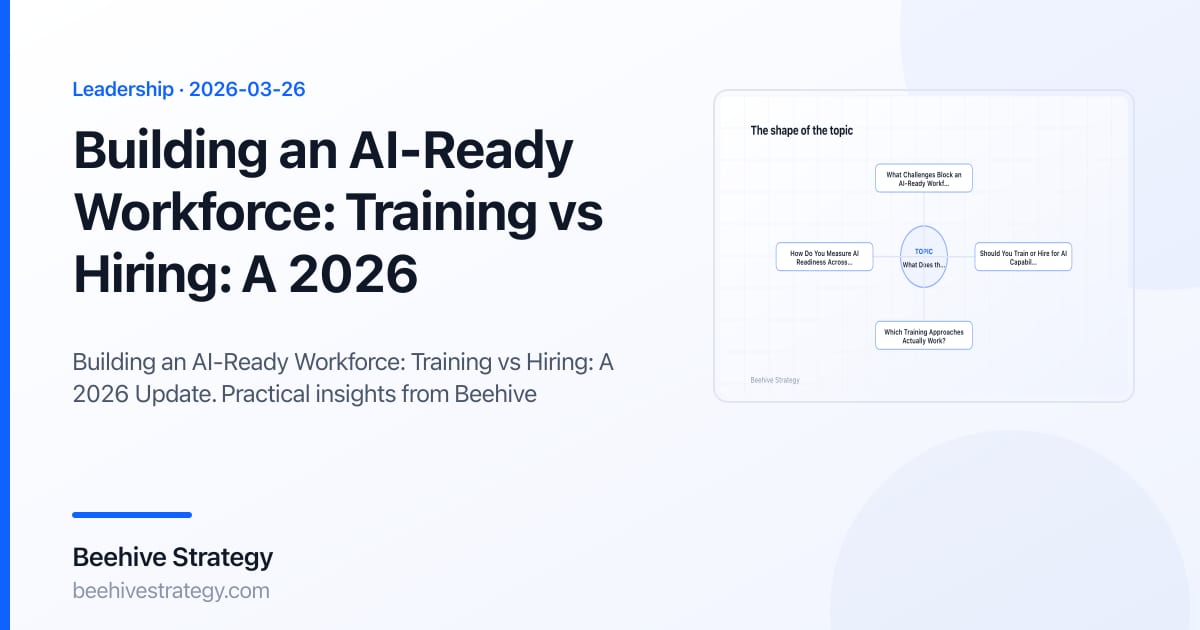 Leadership · 2026-03-26
Building an AI-Ready
Workforce: Training vs
Hiring: A 2026
Building an AI-Ready Workforce: Training vs Hiring: A
2026 Update. Practical insights from Beehive
Beehive Strategy
beehivestrategy.com
The shape of the topic
What Challenges Block an
AI-Ready Workf...
How Do You Measure AI
Readiness Across...
TOPIC
What Does th...
Should You Train or Hire for AI
Capabil...
Which Training Approaches
Actually Work?
Beehive Strategy